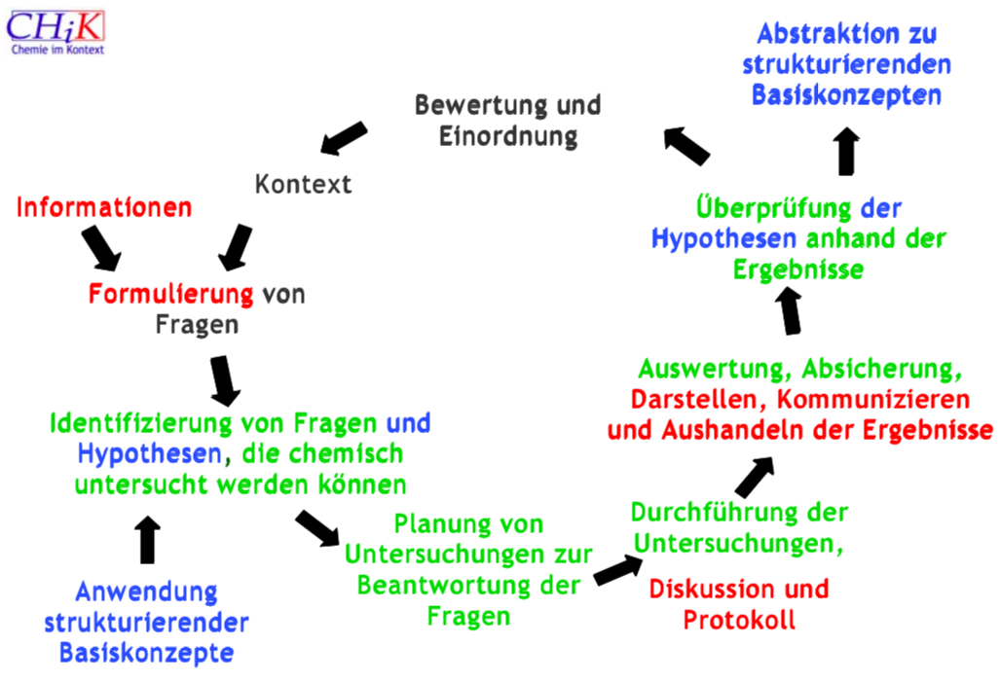 CHiK
Chemie im Kontext
Abstraktion zu
strukturierenden
Basiskonzepten
Bewertung und
Einordnung
Kontext
Informationen
Formulierung von
Fragen
Identifizierung von Fragen und
Hypothesen, die chemisch
untersucht werden können
Anwendung
strukturierender
Basiskonzepte
Planung von
Untersuchungen zur
Beantwortung der
Fragen
Durchführung der
Untersuchungen,
Diskussion und
Protokoll
Auswertung, Absicherung,
Darstellen, Kommunizieren
und Aushandeln der Ergebnisse
Überprüfung der
Hypothesen anhand der
Ergebnisse